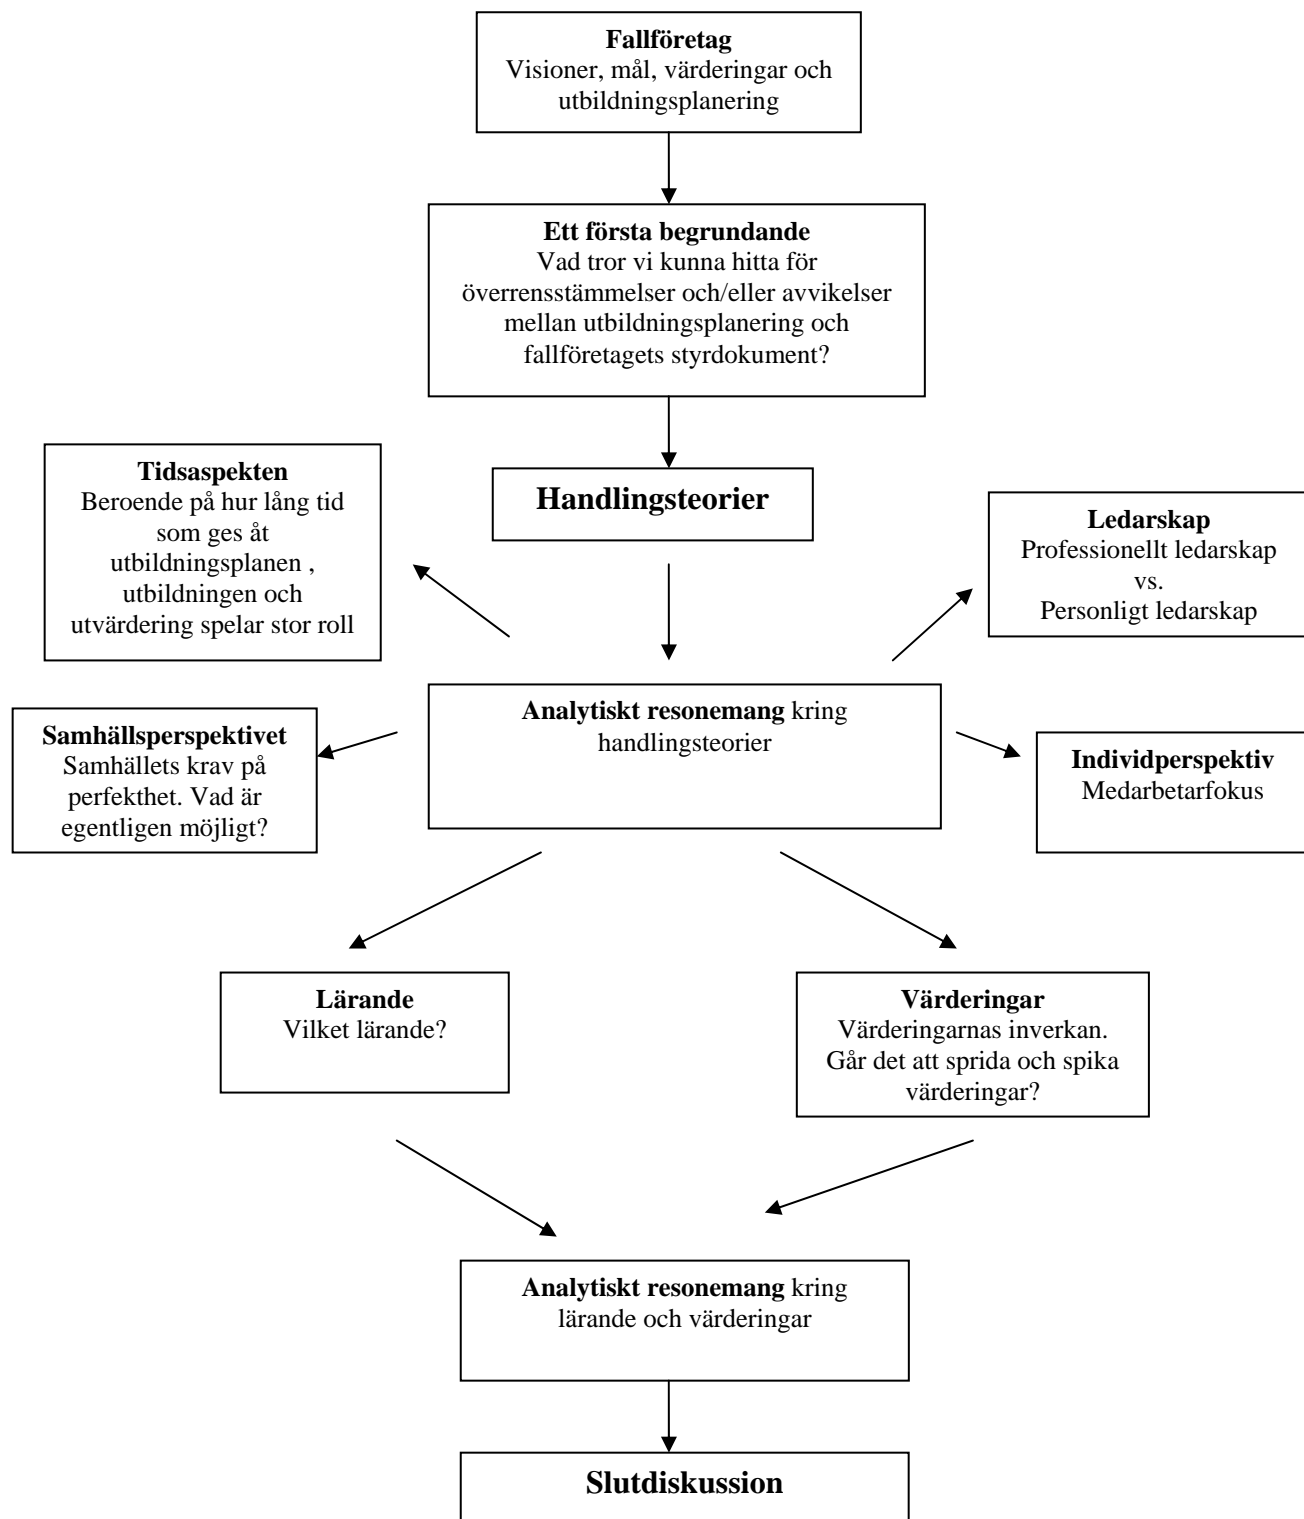 Fallföretag
Visioner, mål, värderingar och
utbildningsplanering
Ett första begrundande
Vad tror vi kunna hitta för
överrensstämmelser och/eller avvikelser
mellan utbildningsplanering och
fallföretagets styrdokument?
Handlingsteorier
Tidsaspekten
Beroende på hur lång tid
som ges åt
utbildningsplanen ,
utbildningen och
utvärdering spelar stor roll
Ledarskap
Professionellt ledarskap
vs.
Personligt ledarskap
Analytiskt resonemang kring
handlingsteorier
Samhällsperspektivet
Samhällets krav på
perfekthet. Vad är
egentligen möjligt?
Individperspektiv
Medarbetarfokus
Lärande
Vilket lärande?
Värderingar
Värderingarnas inverkan.
Går det att sprida och spika
värderingar?
Analytiskt resonemang kring
lärande och värderingar
Slutdiskussion